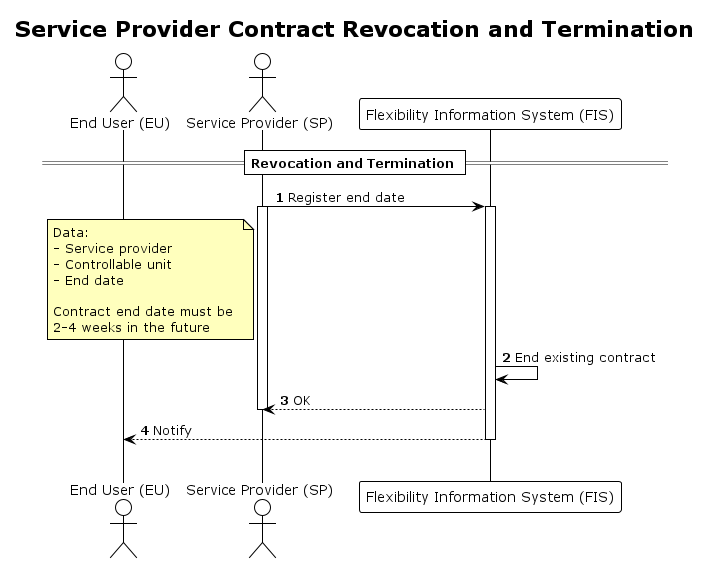 Service Provider Contract Revocation and Termination
End User (EU)
Service Provider (SP)
Flexibility Information System (FIS)
Revocation and Termination
1 Register end date
Data:
- Service provider
- Controllable unit
- End date
Contract end date must be
2-4 weeks in the future
2 End existing contract
3 OK
4 Notify
End User (EU)
Service Provider (SP)
Flexibility Information System (FIS)